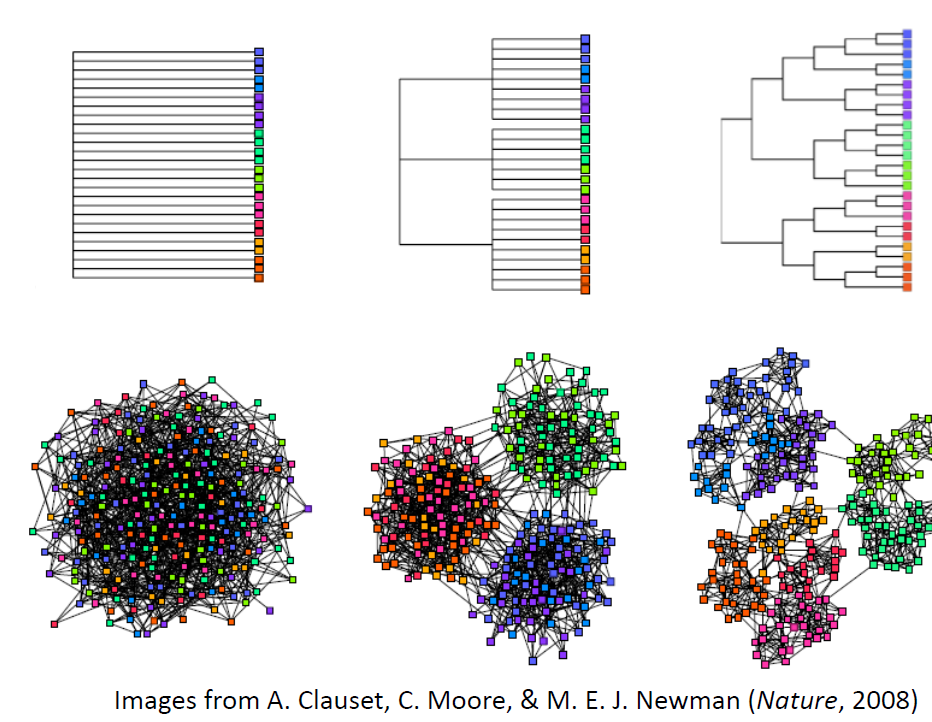 Images from A. Clauset, C. Moore, & M. E. J. Newman (Nature, 2008)